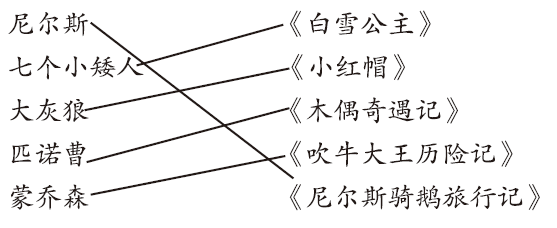 尼尔斯 《白雪公主》
七个小矮人 《小红帽》
大灰狼 《木偶奇遇记》
匹诺曹 《吹牛大王历险记》
蒙乔森 《尼尔斯骑鹅旅行记》